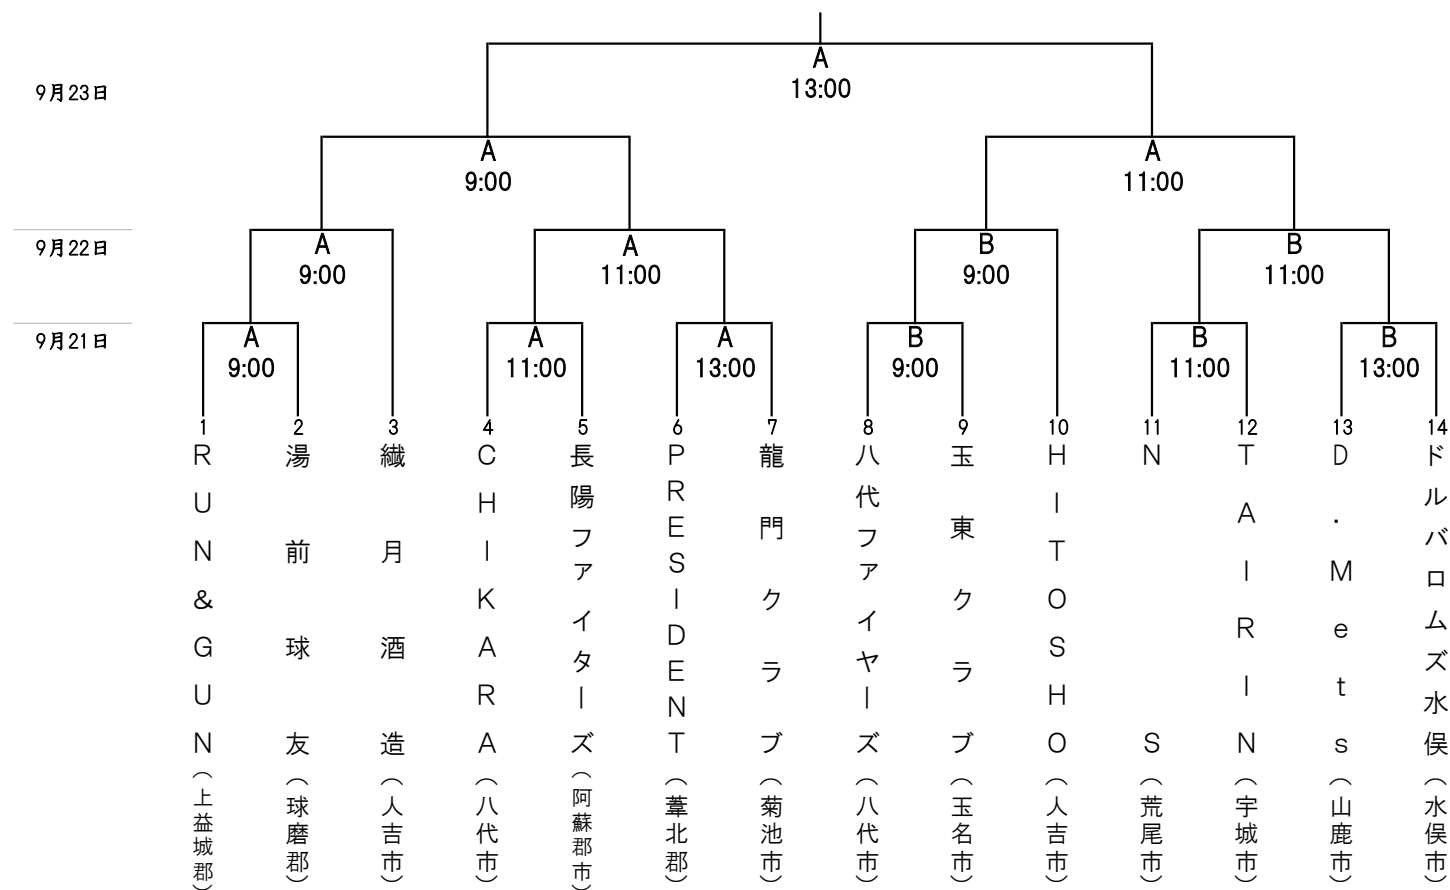 A
13:00
9月23日
A
9:00
A
11:00
9月22日
A
9:00
A
11:00
B
9:00
B
11:00
9月21日
A
9:00
A
11:00
A
13:00
B
9:00
B
11:00
B
13:00
1
RUN&GUN(上益城郡)
2
湯前球友(球磨郡)
3
繊月酒造(人吉市)
4
CHIKARA(八代市)
5
長陽ファイターズ(阿蘇郡市)
6
PRESIDENT(葦北郡)
7
龍門クラブ(菊池市)
8
八代ファイヤーズ(八代市)
9
玉東クラブ(玉名市)
10
HITOSHO(人吉市)
11
NS(荒尾市)
12
TAIRIN(宇城市)
13
D.Mets(山鹿市)
14
ドルバロムズ水俣(水俣市)